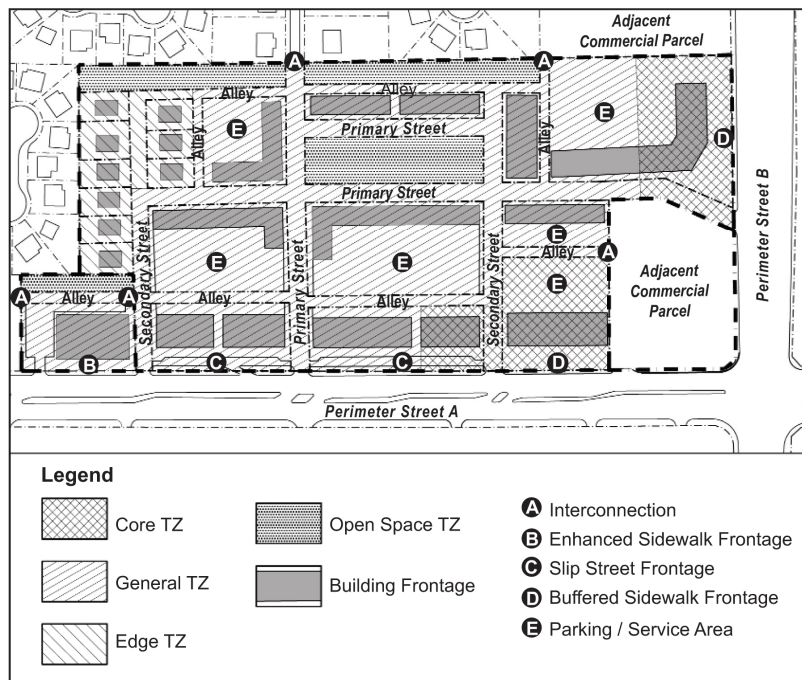 Adjacent
Commercial Parcel
A
A
Alley
Alley
E
Primary Street
Alley
Alley
E
D
Primary Street
Secondary Street
E
Primary Street
E
Secondary Street
E
Alley
A
E
Adjacent
Commercial
Parcel
Perimeter Street B
A
Alley
A
Alley
Alley
B
C
C
D
Perimeter Street A
Legend
Core TZ
General TZ
Edge TZ
Open Space TZ
Building Frontage
A Interconnection
B Enhanced Sidewalk Frontage
C Slip Street Frontage
D Buffered Sidewalk Frontage
E Parking / Service Area